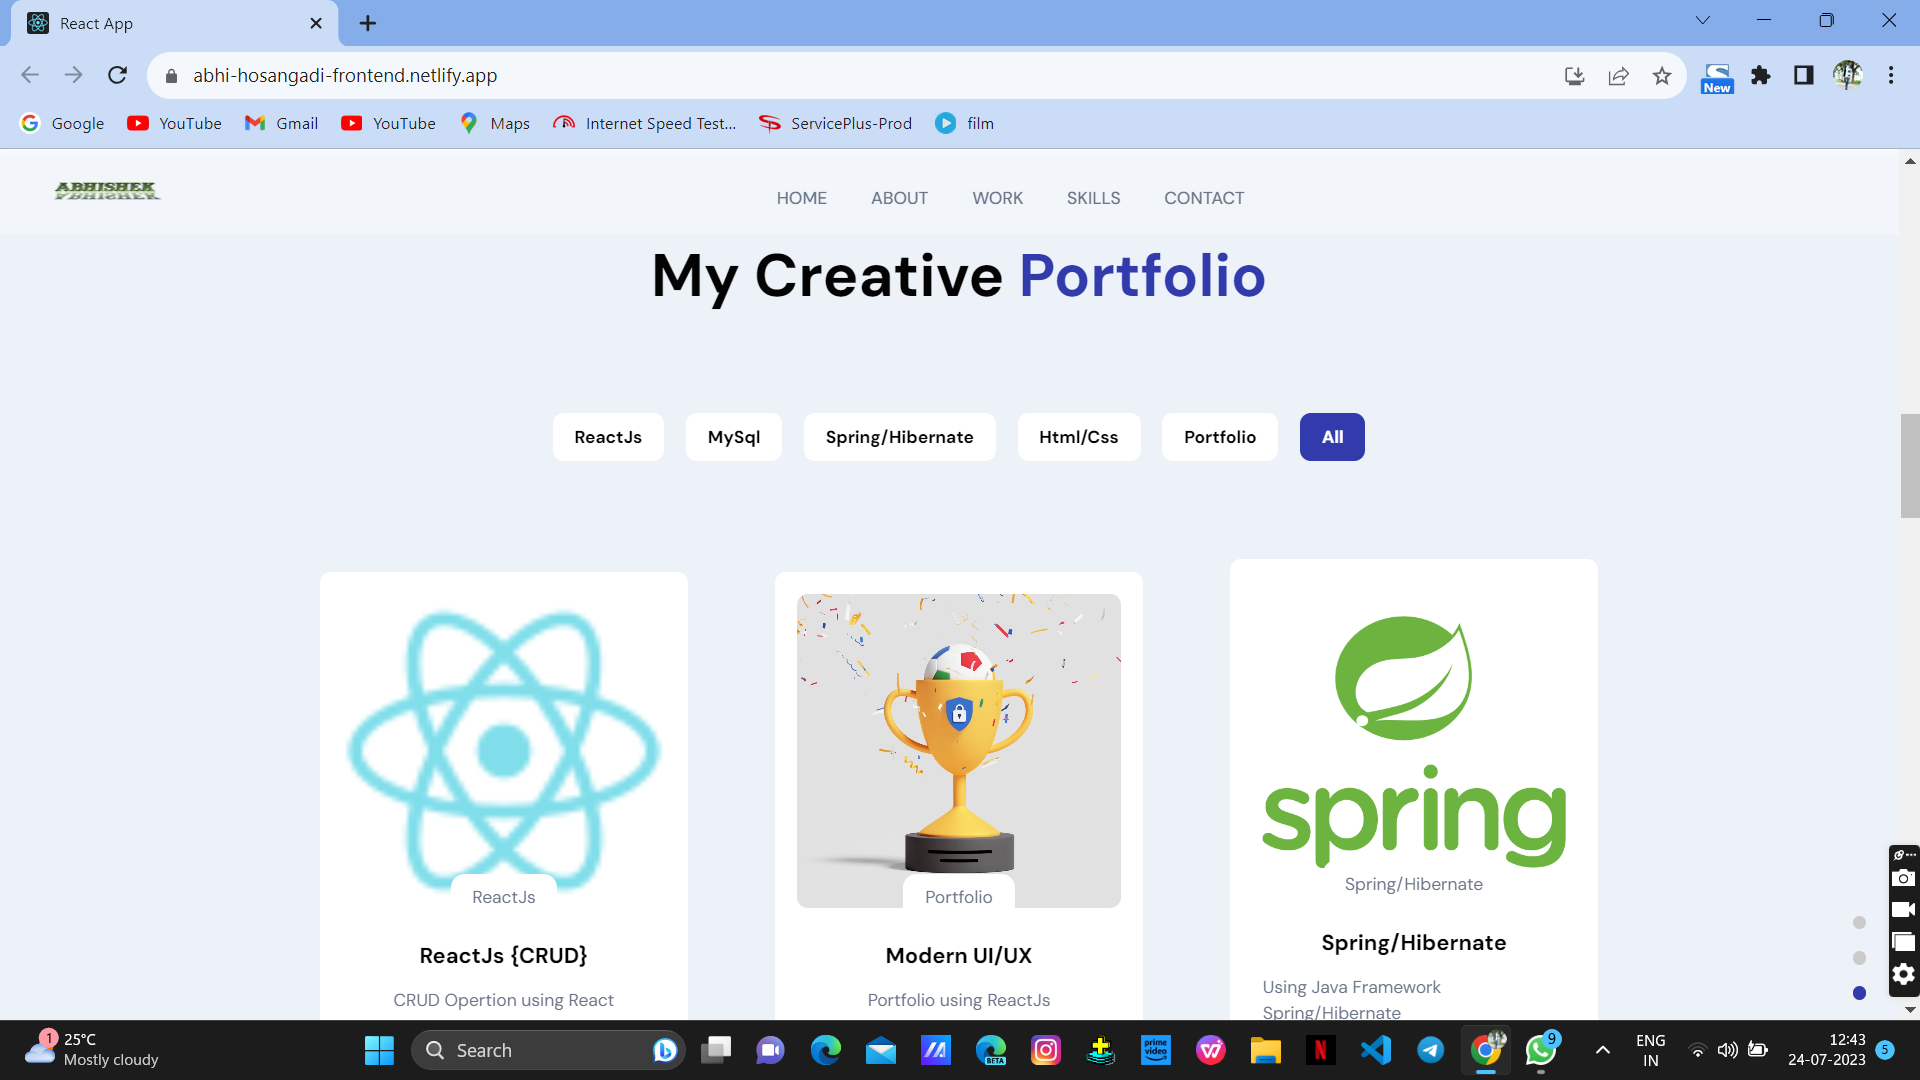 React App
abhi-hosangadi-frontend.netlify.app
New
Google YouTube Gmail YouTube Maps Internet Speed Test... ServicePlus-Prod film
ABHISHEK
HOME ABOUT WORK SKILLS CONTACT
My Creative Portfolio
ReactJs MySql Spring/Hibernate Html/Css Portfolio All
spring
ReactJs Portfolio Spring/Hibernate
ReactJs {CRUD} Modern UI/UX Spring/Hibernate
CRUD Opertion using React Portfolio using ReactJs Using Java Framework
Spring/Hibernate
1 25°C
Mostly cloudy
Search
BETA
prime video
N
9
ENG
IN
12:43
24-07-2023
5